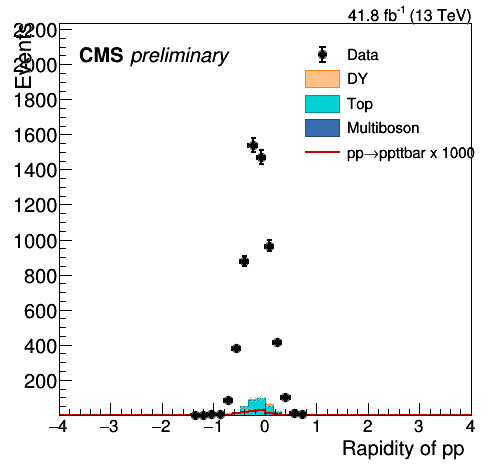 41.8 fb-1 (13 TeV)
Events
2200
2000
1800
1600
1400
1200
1000
800
600
400
200
CMS preliminary
Data
DY
Top
Multiboson
pp→ppttbar x 1000
−4 −3 −2 −1 0 1 2 3 4
Rapidity of pp